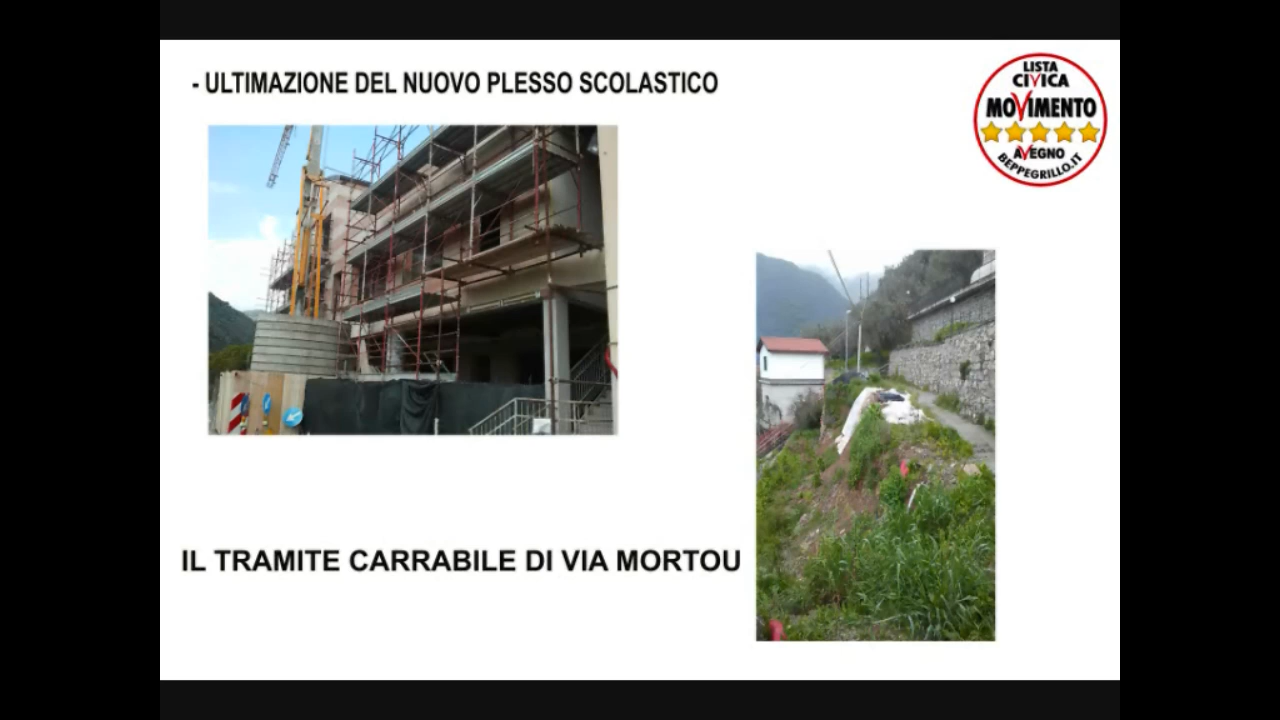 - ULTIMAZIONE DEL NUOVO PLESSO SCOLASTICO
LISTA
CIVICA
MOVIMENTO
AVEGNO
BEPPEGRILLO.IT
IL TRAMITE CARRABILE DI VIA MORTOU